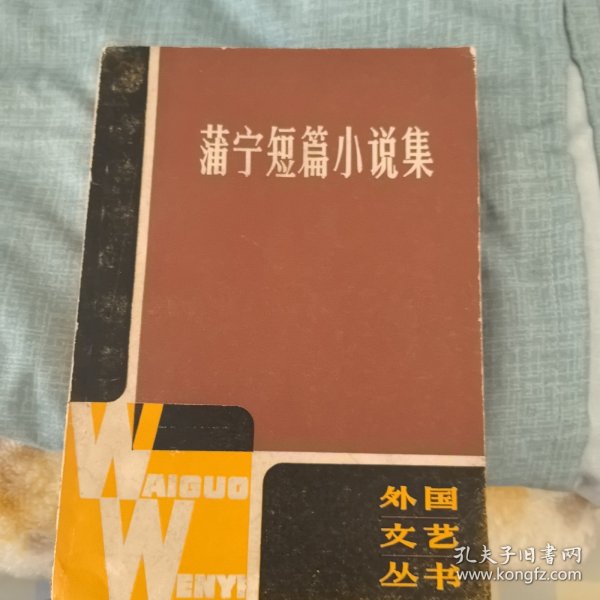 蒲宁短篇小说集
WAIGUO
WENYI
外国
文艺
丛书
孔夫子旧书网
www.kongfz.com